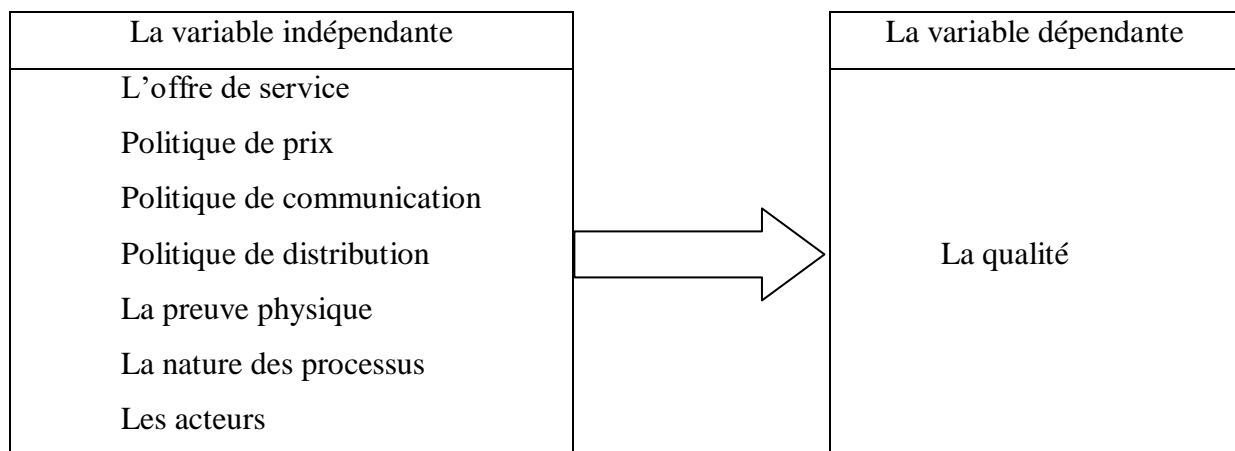 La variable indépendante
L’offre de service
Politique de prix
Politique de communication
Politique de distribution
La preuve physique
La nature des processus
Les acteurs
La variable dépendante
La qualité